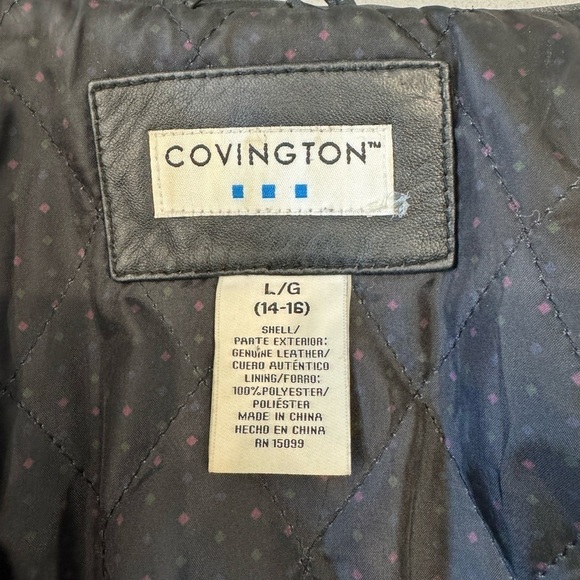 COVINGTON™
L/G
(14-16)
SHELL/
PARTE EXTERIOR:
GENUINE LEATHER/
CUERO AUTÉNTICO
LINING/FORRO:
100%POLYESTER/
POLIÉSTER
MADE IN CHINA
HECHO EN CHINA
RN 15099